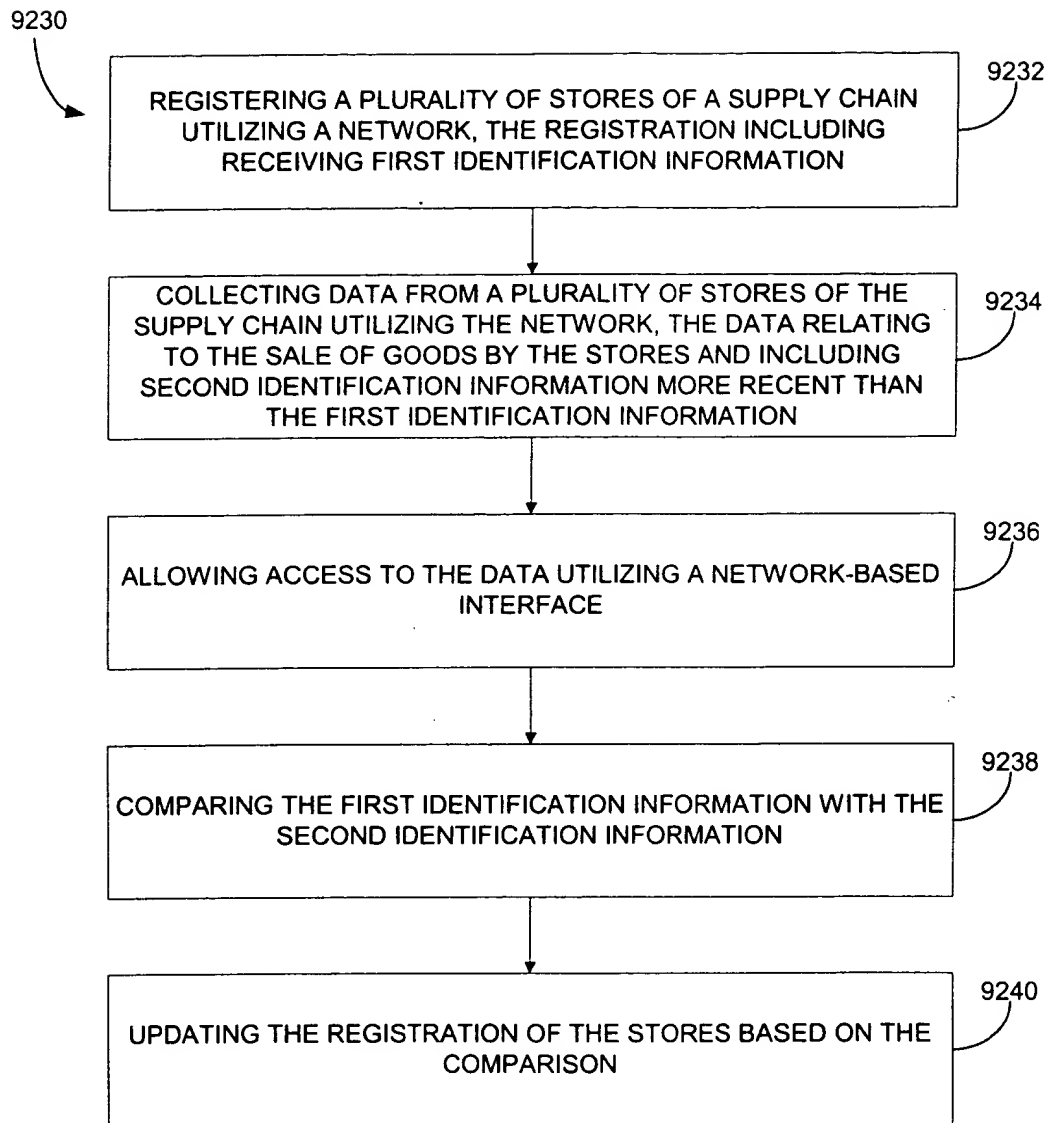 9230
9232
REGISTERING A PLURALITY OF STORES OF A SUPPLY CHAIN
UTILIZING A NETWORK, THE REGISTRATION INCLUDING
RECEIVING FIRST IDENTIFICATION INFORMATION
9234
COLLECTING DATA FROM A PLURALITY OF STORES OF THE
SUPPLY CHAIN UTILIZING THE NETWORK, THE DATA RELATING
TO THE SALE OF GOODS BY THE STORES AND INCLUDING
SECOND IDENTIFICATION INFORMATION MORE RECENT THAN
THE FIRST IDENTIFICATION INFORMATION
9236
ALLOWING ACCESS TO THE DATA UTILIZING A NETWORK-BASED
INTERFACE
9238
COMPARING THE FIRST IDENTIFICATION INFORMATION WITH THE
SECOND IDENTIFICATION INFORMATION
9240
UPDATING THE REGISTRATION OF THE STORES BASED ON THE
COMPARISON